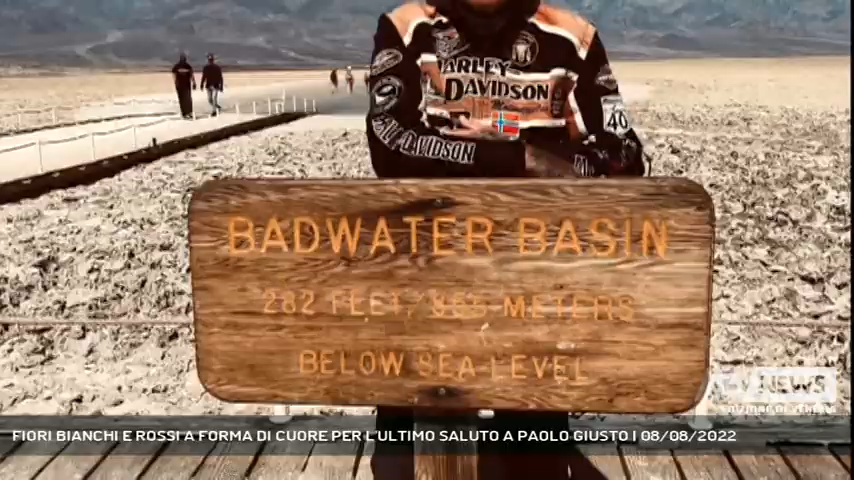 HARLEY
DAVIDSON
40
DAVIDSON
BADWATER BASIN
282 FEET/ 855 METERS
BELOW SEA LEVEL
NEWS
FIORI BIANCHI E ROSSI A FORMA DI CUORE PER L'ULTIMO SALUTO A PAOLO GIUSTO | 08/08/2022